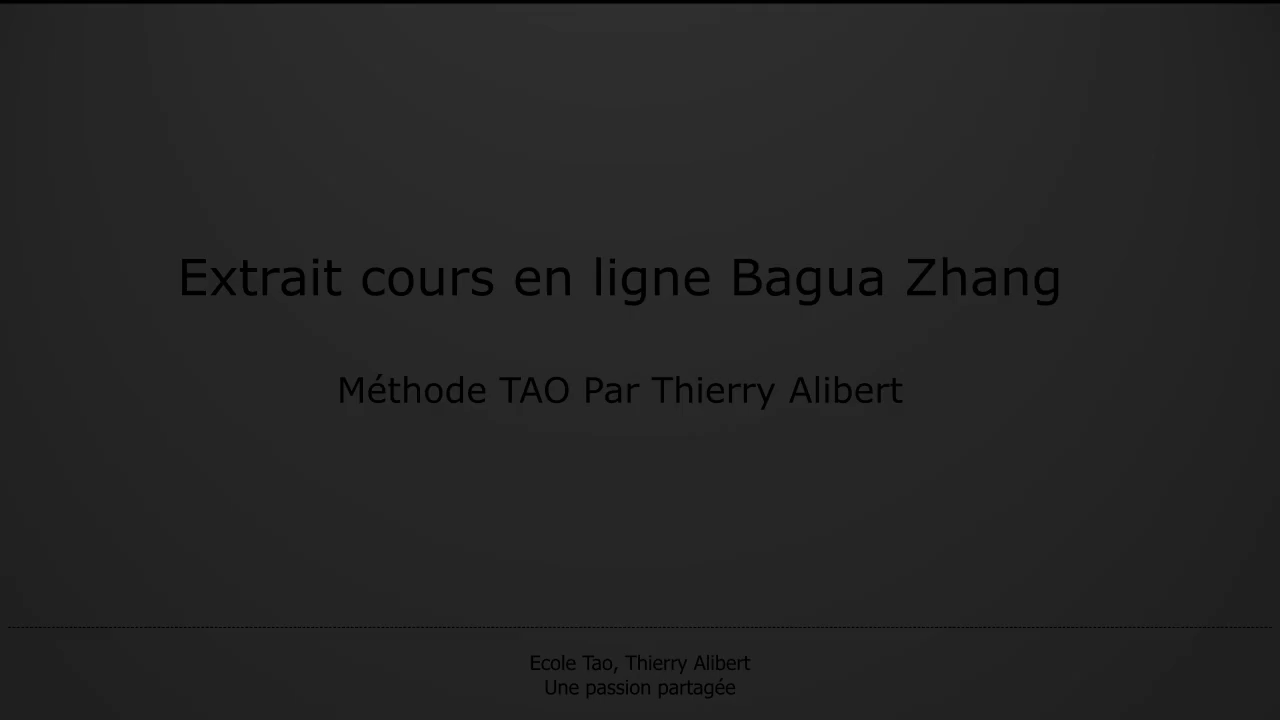 Extrait cours en ligne Bagua Zhang
Méthode TAO Par Thierry Alibert
Ecole Tao, Thierry Alibert
Une passion partagée